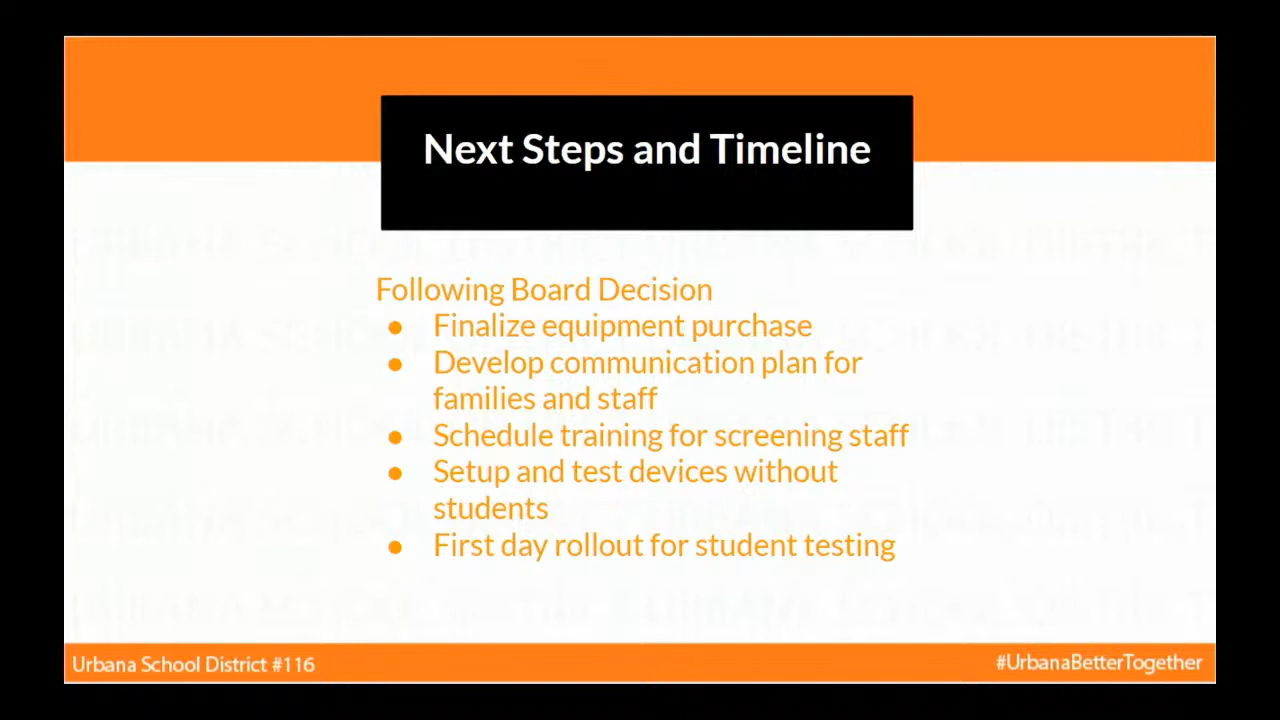 Next Steps and Timeline
Following Board Decision
● Finalize equipment purchase
● Develop communication plan for
families and staff
● Schedule training for screening staff
● Setup and test devices without
students
● First day rollout for student testing
Urbana School District #116
#UrbanaBetterTogether